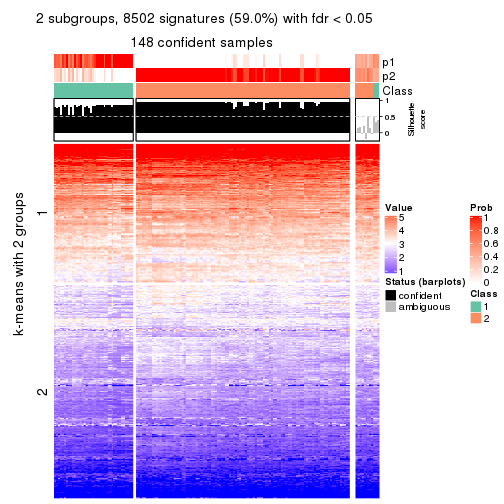 2 subgroups, 8502 signatures (59.0%) with fdr < 0.05
148 confident samples
p1
p2
Class
1
0.5
0
Silhouette
score
k-means with 2 groups
1
2
Value
5
4
3
2
1
Status (barplots)
confident
ambiguous
Prob
1
0.8
0.6
0.4
0.2
0
Class
1
2